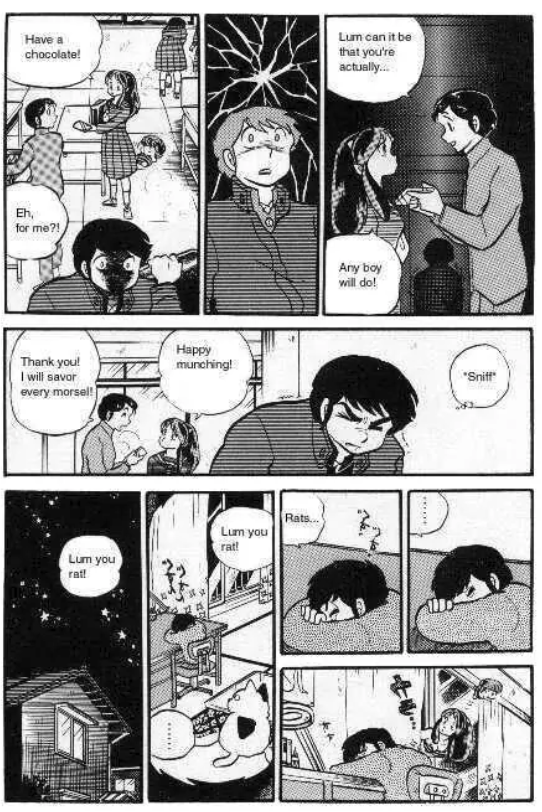 Have a
chocolate!
Eh,
for me?!
Lum can it be
that you're
actually...
Any boy
will do!
Thank you!
I will savor
every morsel!
Happy
munching!
*Sniff*
Lum you
rat!
Lum you
rat!
Rats...
.......
.......